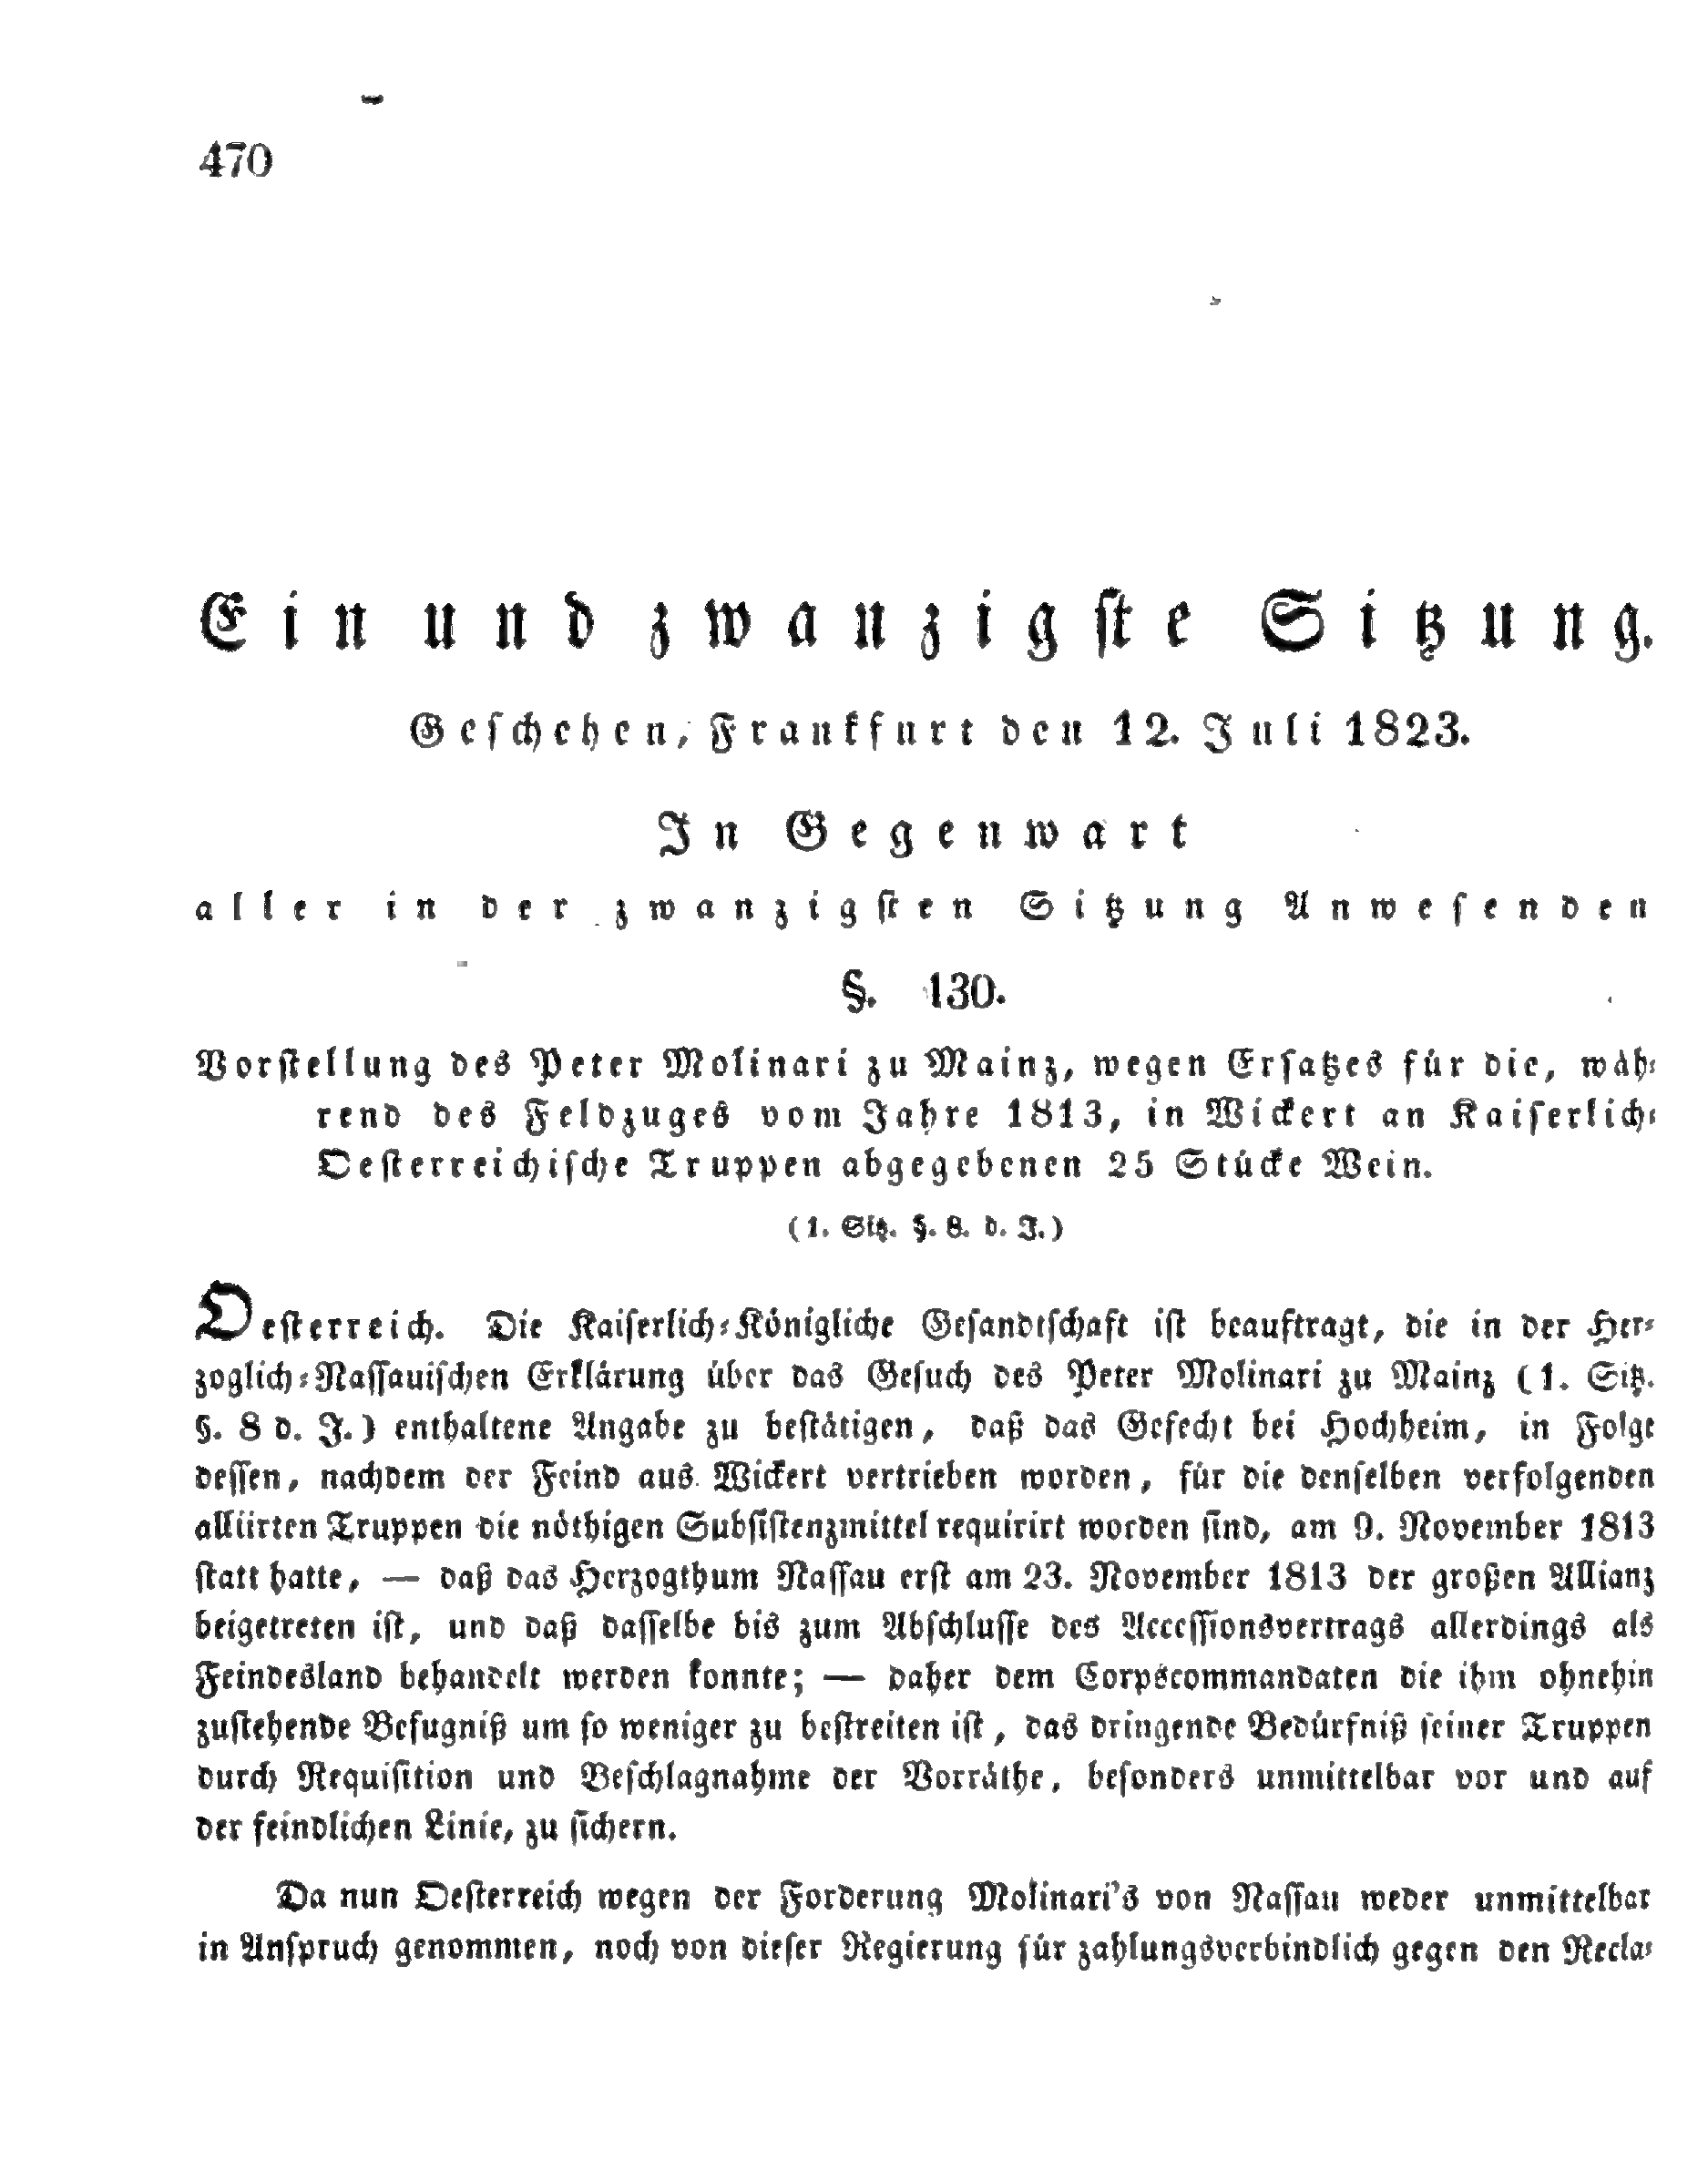 470
Ein und zwanzigste Sitzung.
Geschehen, Frankfurt den 12. Juli 1823.
In Gegenwart
aller in der zwanzigsten Sitzung Anwesenden
§. 130.
Vorstellung des Peter Molinari zu Mainz, wegen Ersatzes für die, wäh-
rend des Feldzuges vom Jahre 1813, in Wickert an Kaiserlich-
Oesterreichische Truppen abgegebenen 25 Stücke Wein.
(1. Sitz. §. 8. d. J.)
Oesterreich. Die Kaiserlich-Königliche Gesandtschaft ist beauftragt, die in der Her-
zoglich-Nassauischen Erklärung über das Gesuch des Peter Molinari zu Mainz (1. Sitz.
§. 8 d. J.) enthaltene Angabe zu bestätigen, daß das Gefecht bei Hochheim, in Folge
dessen, nachdem der Feind aus Wickert vertrieben worden, für die denselben verfolgenden
alliirten Truppen die nöthigen Subsistenzmittel requirirt worden sind, am 9. November 1813
statt hatte, — daß das Herzogthum Nassau erst am 23. November 1813 der großen Allianz
beigetreten ist, und daß dasselbe bis zum Abschlusse des Accessionsvertrags allerdings als
Feindesland behandelt werden konnte; — daher dem Corpscommandaten die ihm ohnehin
zustehende Befugniß um so weniger zu bestreiten ist, das dringende Bedürfniß seiner Truppen
durch Requisition und Beschlagnahme der Vorräthe, besonders unmittelbar vor und auf
der feindlichen Linie, zu sichern.
Da nun Oesterreich wegen der Forderung Molinari's von Nassau weder unmittelbar
in Anspruch genommen, noch von dieser Regierung für zahlungsverbindlich gegen den Recla-